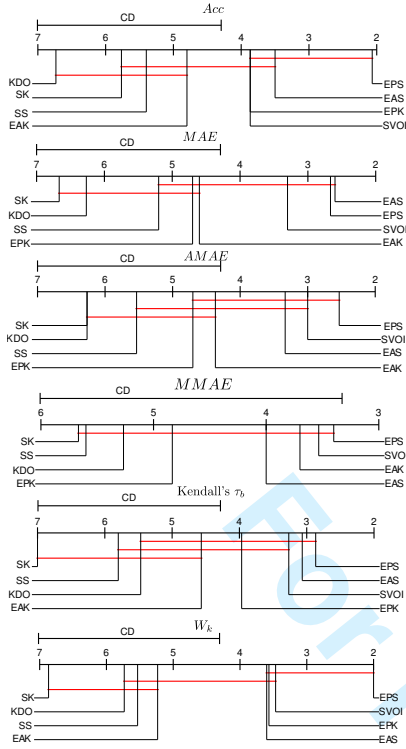 Acc
CD
7 6 5 4 3 2
KDO EPS
SK EAS
SS EPK
EAK SVOI
MAE
CD
7 6 5 4 3 2
SK EAS
KDO EPS
SS SVOI
EPK EAK
AMAE
CD
7 6 5 4 3 2
SK EPS
KDO SVOI
SS EAS
EPK EAK
MMAE
CD
6 5 4 3
SK EPS
SS SVO
KDO EAK
EPK EAS
Kendall's τb
CD
7 6 5 4 3 2
SK EPS
SS EAS
KDO SVOI
EAK EPK
Wk
CD
7 6 5 4 3 2
SK EPS
KDO SVOI
SS EPK
EAK EAS
For